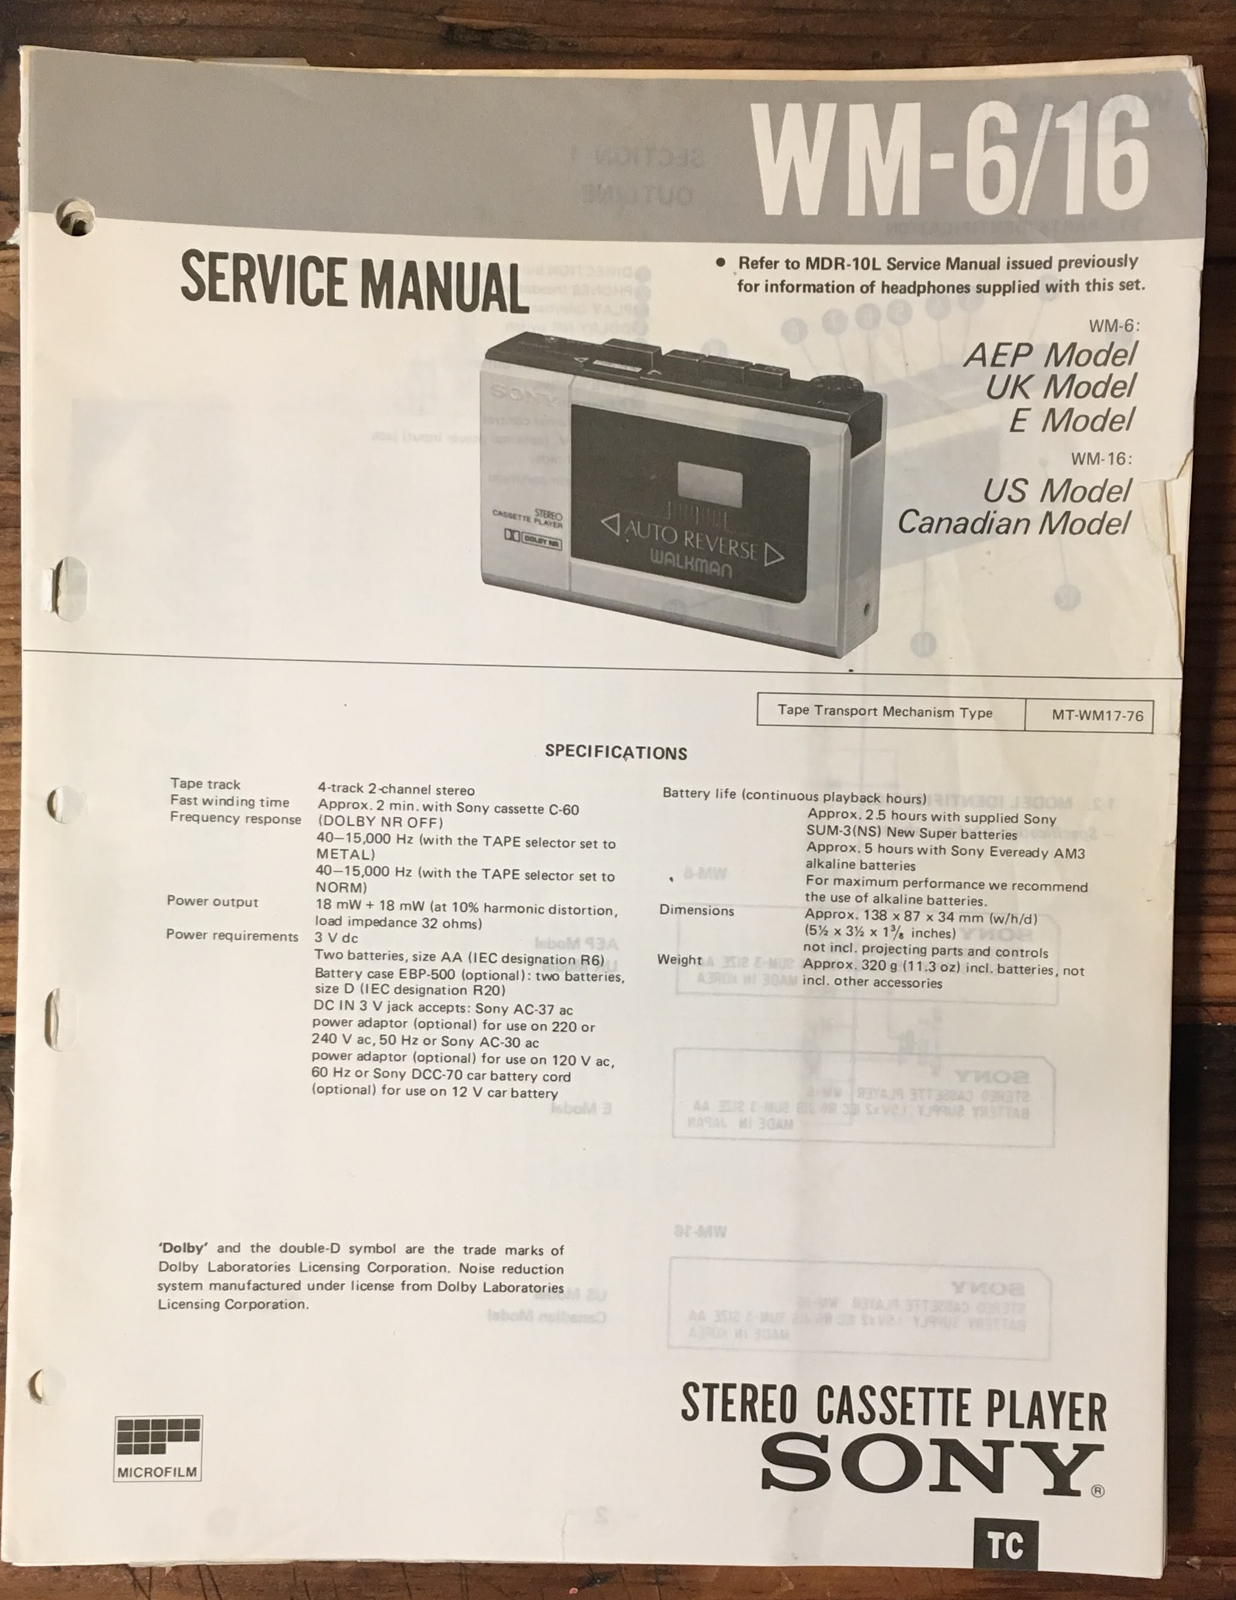 WM-6/16
SERVICE MANUAL
● Refer to MDR-10L Service Manual issued previously
for information of headphones supplied with this set.
WM-6:
AEP Model
UK Model
E Model
WM-16:
US Model
Canadian Model
SONY
STEREO
CASSETTE PLAYER
DOLBY NR
AUTO REVERSE
WALKMAN
Tape Transport Mechanism Type MT-WM17-76
SPECIFICATIONS
Tape track 4-track 2-channel stereo
Fast winding time Approx. 2 min. with Sony cassette C-60
Frequency response (DOLBY NR OFF)
40–15,000 Hz (with the TAPE selector set to
METAL)
40–15,000 Hz (with the TAPE selector set to
NORM)
Power output 18 mW + 18 mW (at 10% harmonic distortion,
load impedance 32 ohms)
Power requirements 3 V dc
Two batteries, size AA (IEC designation R6)
Battery case EBP-500 (optional): two batteries,
size D (IEC designation R20)
DC IN 3 V jack accepts: Sony AC-37 ac
power adaptor (optional) for use on 220 or
240 V ac, 50 Hz or Sony AC-30 ac
power adaptor (optional) for use on 120 V ac,
60 Hz or Sony DCC-70 car battery cord
(optional) for use on 12 V car battery
Battery life (continuous playback hours)
Approx. 2.5 hours with supplied Sony
SUM-3(NS) New Super batteries
Approx. 5 hours with Sony Eveready AM3
alkaline batteries
For maximum performance we recommend
the use of alkaline batteries.
Dimensions Approx. 138 x 87 x 34 mm (w/h/d)
(5½ x 3½ x 1⅜ inches)
not incl. projecting parts and controls
Weight Approx. 320 g (11.3 oz) incl. batteries, not
incl. other accessories
'Dolby' and the double-D symbol are the trade marks of
Dolby Laboratories Licensing Corporation. Noise reduction
system manufactured under license from Dolby Laboratories
Licensing Corporation.
MICROFILM
STEREO CASSETTE PLAYER
SONY®
TC